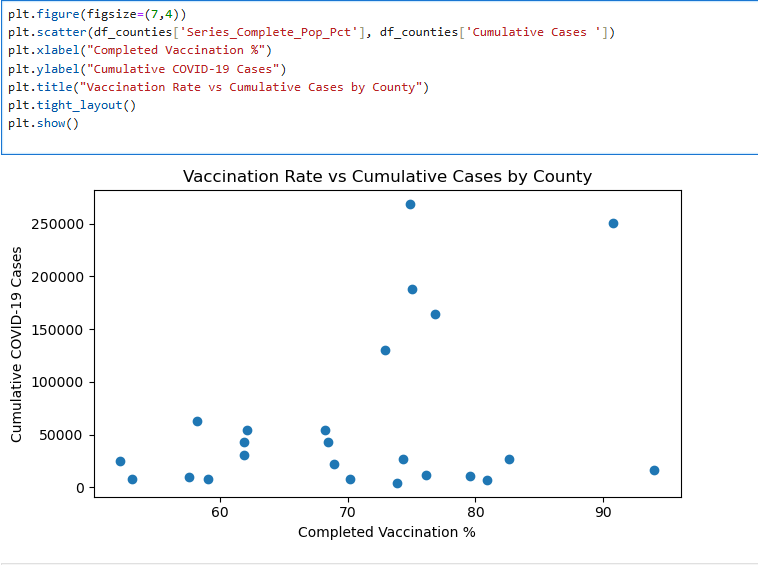 plt.figure(figsize=(7,4))
plt.scatter(df_counties['Series_Complete_Pop_Pct'], df_counties['Cumulative Cases '])
plt.xlabel("Completed Vaccination %")
plt.ylabel("Cumulative COVID-19 Cases")
plt.title("Vaccination Rate vs Cumulative Cases by County")
plt.tight_layout()
plt.show()
Vaccination Rate vs Cumulative Cases by County
Cumulative COVID-19 Cases
250000
200000
150000
100000
50000
0
60 70 80 90
Completed Vaccination %